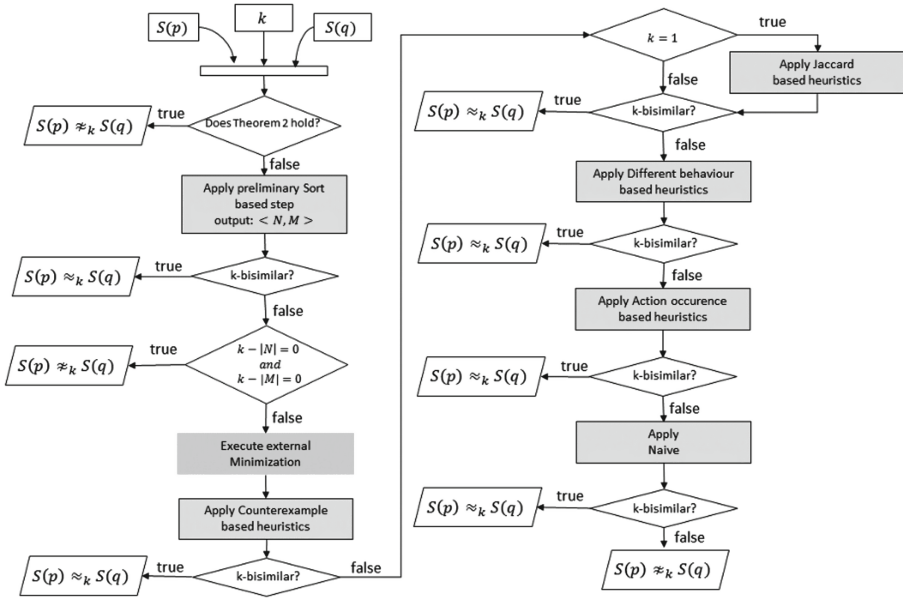 S(p)
k
S(q)
Does Theorem 2 hold?
true
S(p) ≉ₖ S(q)
false
Apply preliminary Sort
based step
output: < N, M >
k-bisimilar?
true
S(p) ≈ₖ S(q)
false
k − |N| = 0
and
k − |M| = 0
true
S(p) ≉ₖ S(q)
false
Execute external
Minimization
Apply Counterexample
based heuristics
k-bisimilar?
true
S(p) ≈ₖ S(q)
false
k = 1
true
Apply Jaccard
based heuristics
false
k-bisimilar?
true
S(p) ≈ₖ S(q)
false
Apply Different behaviour
based heuristics
k-bisimilar?
true
S(p) ≈ₖ S(q)
false
Apply Action occurence
based heuristics
k-bisimilar?
true
S(p) ≈ₖ S(q)
false
Apply
Naive
k-bisimilar?
true
S(p) ≈ₖ S(q)
false
S(p) ≉ₖ S(q)